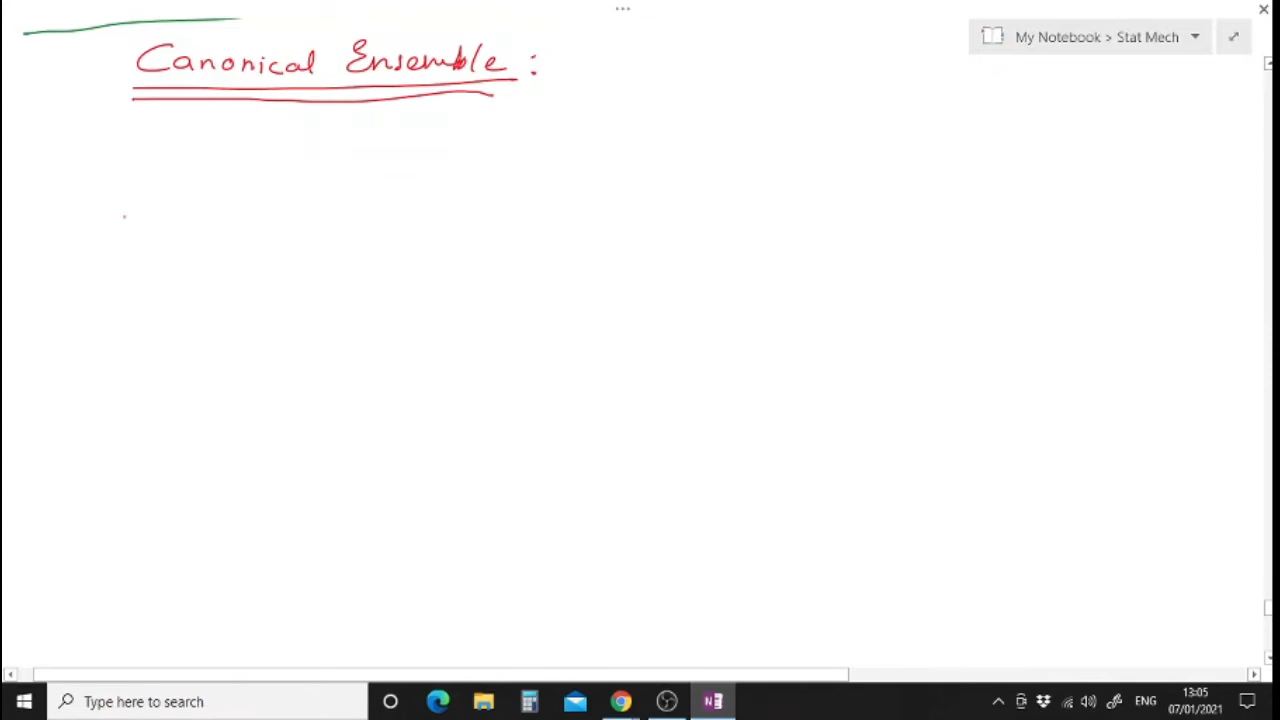 My Notebook > Stat Mech
Canonical Ensemble :
Type here to search
ENG
13:05
07/01/2021